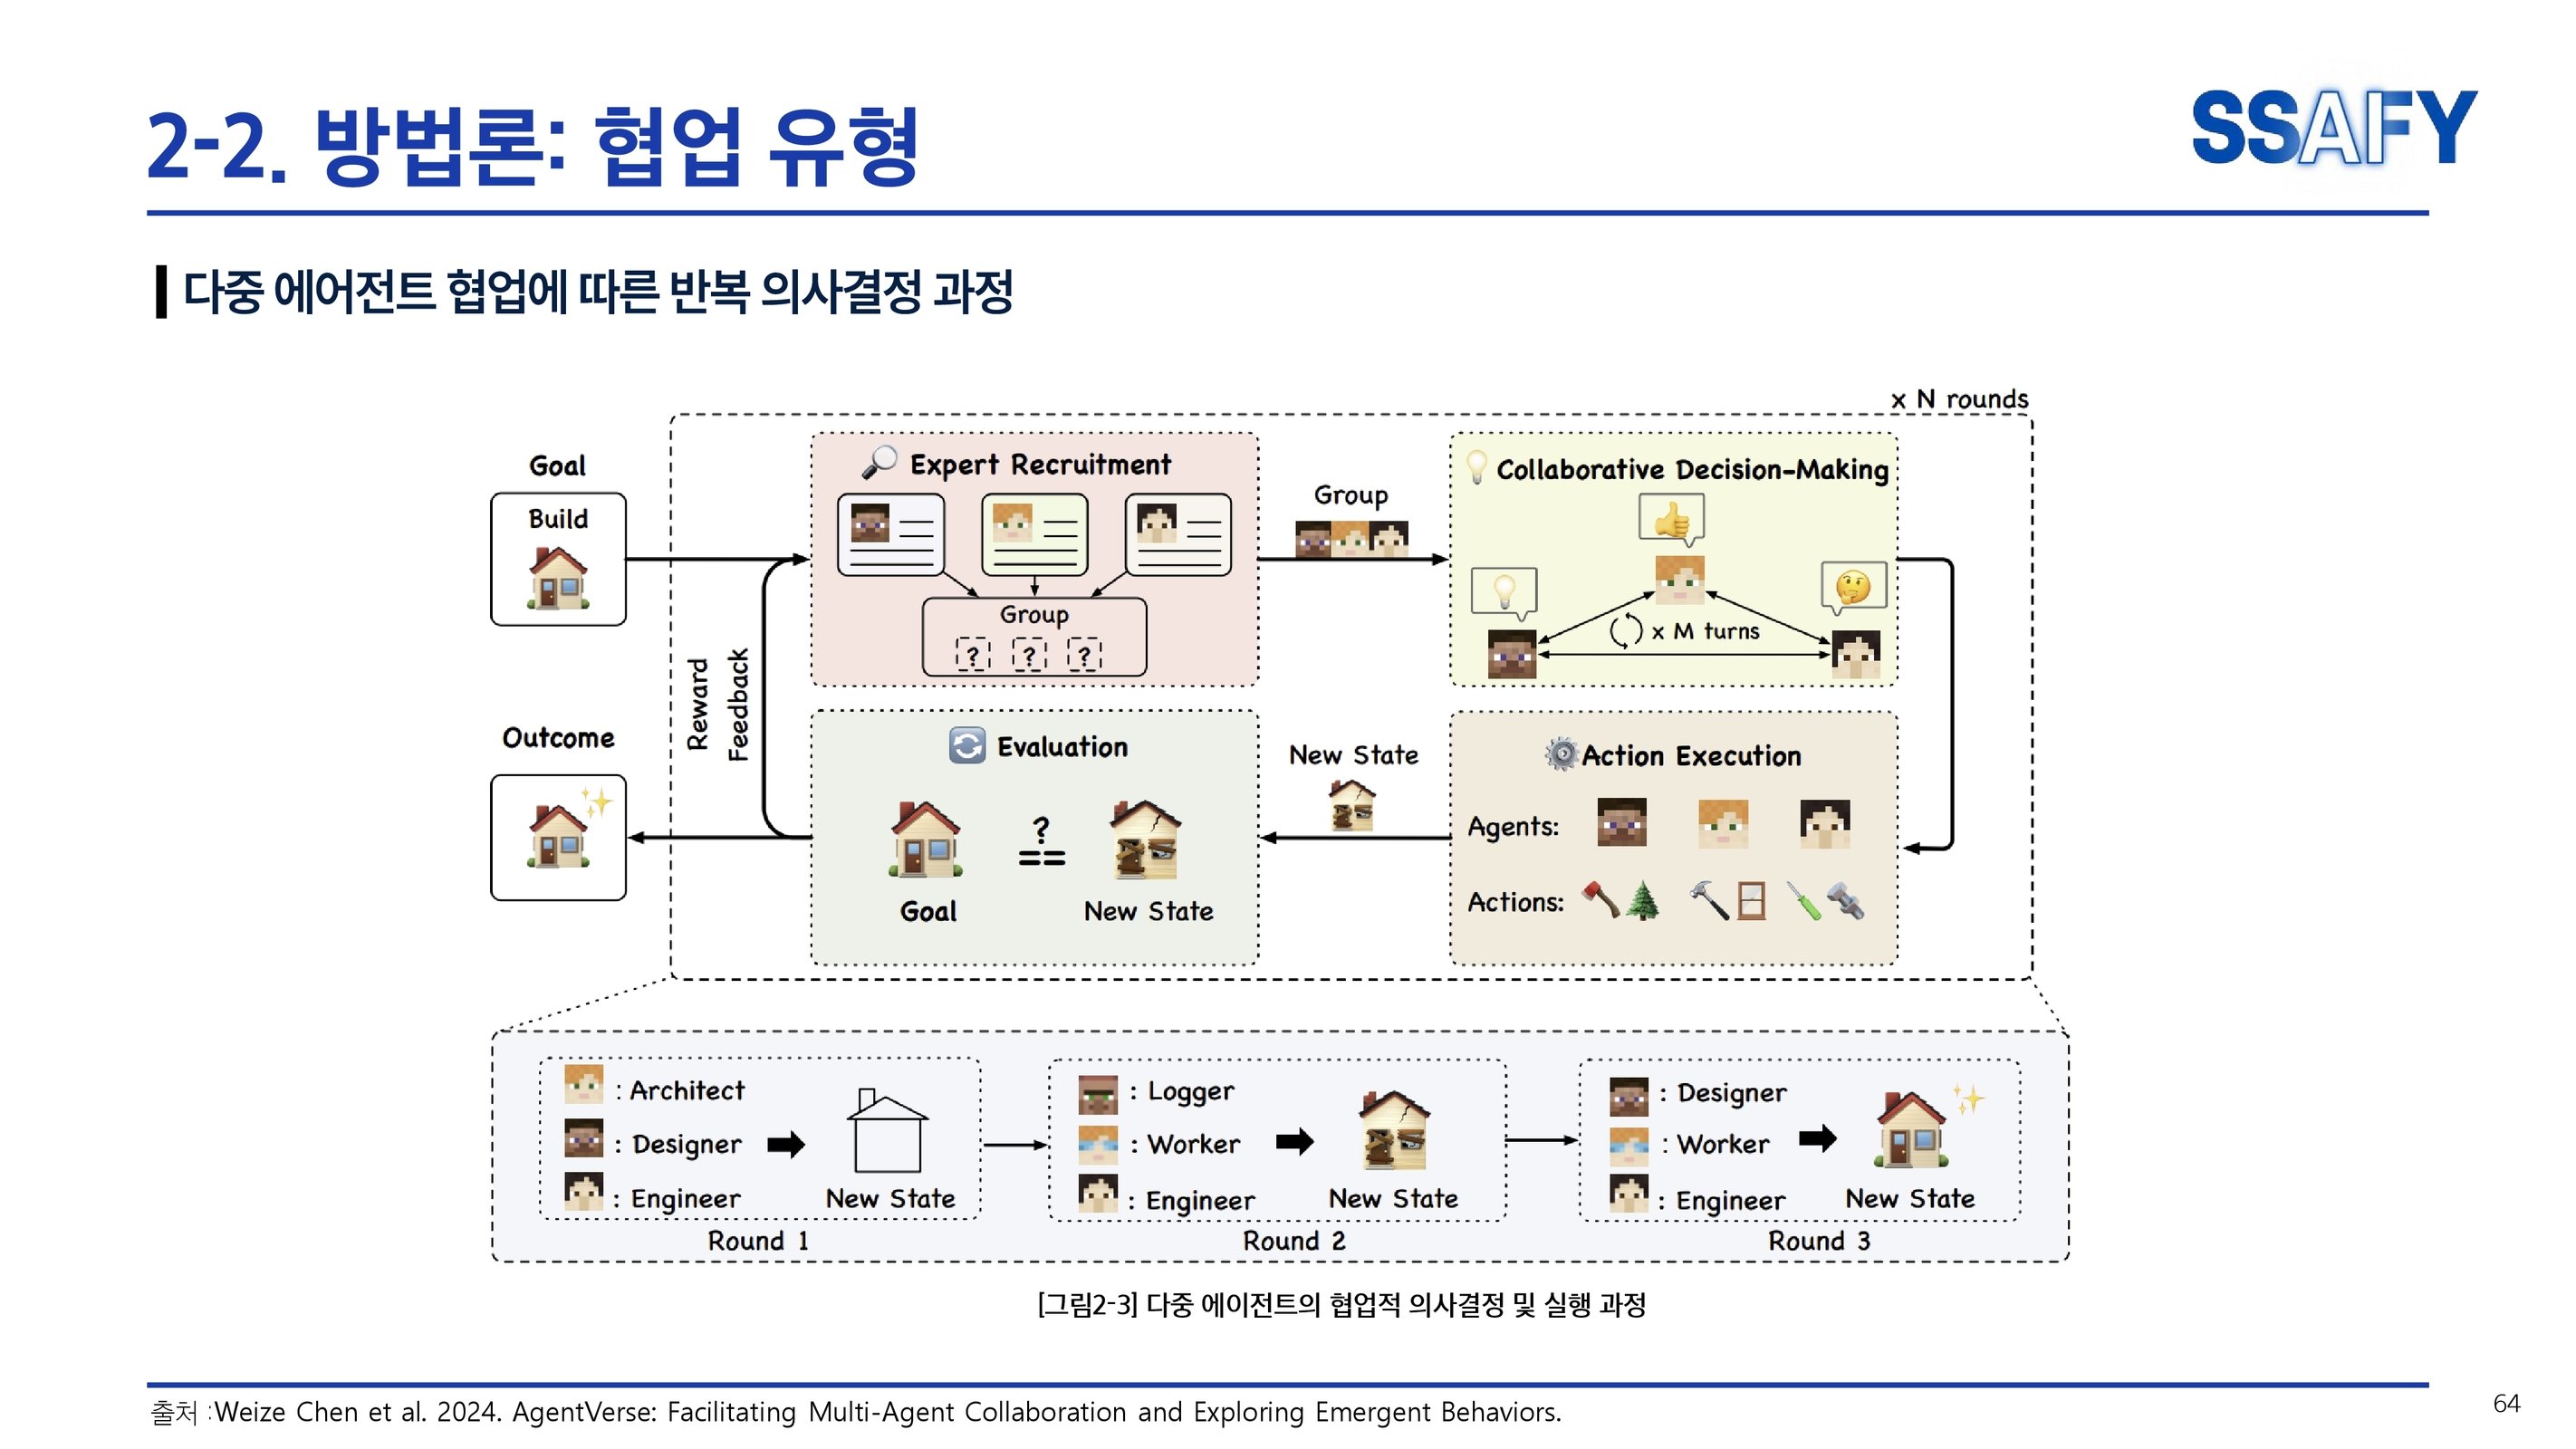 2-2. 방법론: 협업 유형
SSAFY
다중 에어전트 협업에 따른 반복 의사결정 과정
x N rounds
Goal
Build
Expert Recruitment
Group
? ? ?
Group
Collaborative Decision-Making
x M turns
Reward
Feedback
Outcome
Evaluation
?
==
Goal
New State
New State
Action Execution
Agents:
Actions:
: Architect
: Designer
: Engineer
New State
Round 1
: Logger
: Worker
: Engineer
New State
Round 2
: Designer
: Worker
: Engineer
New State
Round 3
[그림2-3] 다중 에이전트의 협업적 의사결정 및 실행 과정
출처 :Weize Chen et al. 2024. AgentVerse: Facilitating Multi-Agent Collaboration and Exploring Emergent Behaviors.
64